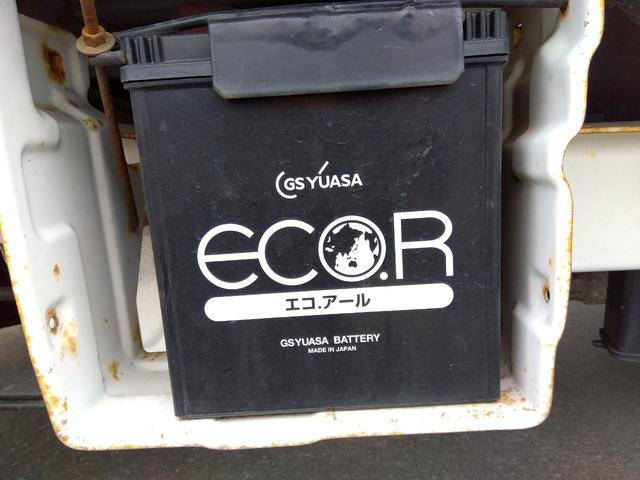 GS YUASA
eco.R
エコ.アール
GSYUASA BATTERY
MADE IN JAPAN